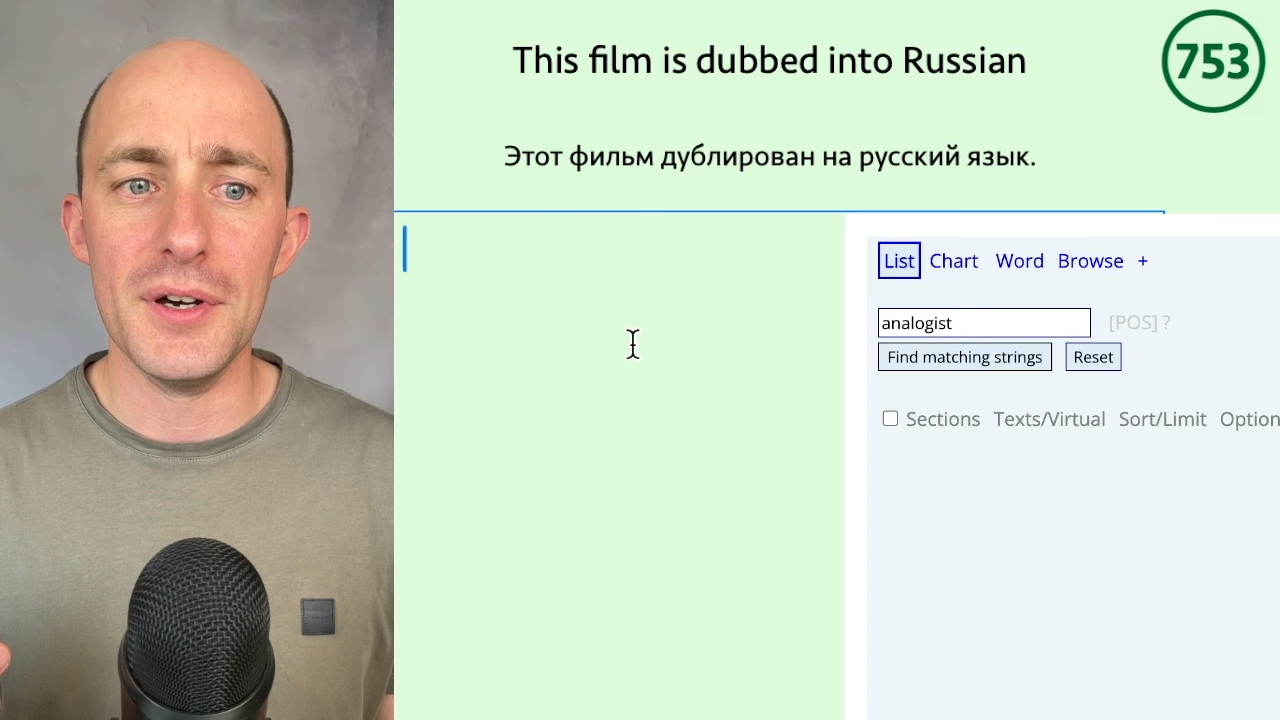 This film is dubbed into Russian
753
Этот фильм дублирован на русский язык.
List Chart Word Browse +
analogist [POS] ?
Find matching strings Reset
Sections Texts/Virtual Sort/Limit Option